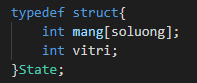 typedef struct{
    int mang[soluong];
    int vitri;
}State;